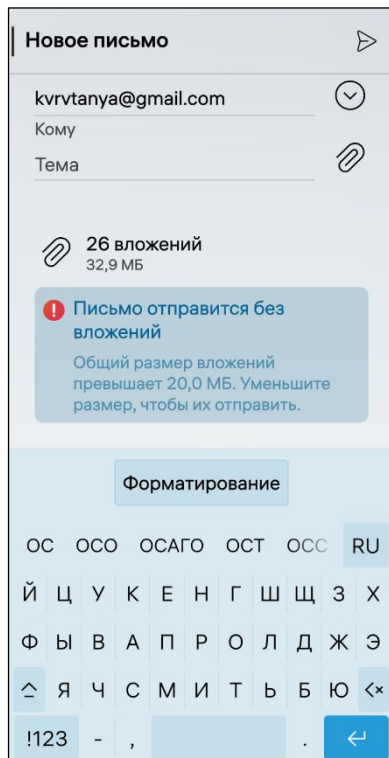 Новое письмо
kvrvtanya@gmail.com
Кому
Тема
26 вложений
32,9 МБ
Письмо отправится без
вложений
Общий размер вложений
превышает 20,0 МБ. Уменьшите
размер, чтобы их отправить.
Форматирование
ОС ОСО ОСАГО ОСТ ОСС RU
Й Ц У К Е Н Г Ш Щ З Х
Ф Ы В А П Р О Л Д Ж Э
Я Ч С М И Т Ь Б Ю
!123 - , .